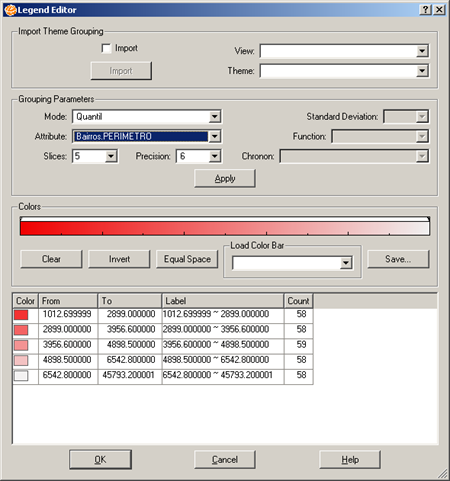 Legend Editor
Import Theme Grouping
Import
View:
Import
Theme:
Grouping Parameters
Mode: Quantil Standard Deviation:
Attribute: Bairros.PERIMETRO Function:
Slices: 5 Precision: 6 Chronon:
Apply
Colors
Clear Invert Equal Space Load Color Bar Save...
Color From To Label Count
1012.699999 2899.000000 1012.699999 ~ 2899.000000 58
2899.000000 3956.600000 2899.000000 ~ 3956.600000 58
3956.600000 4898.500000 3956.600000 ~ 4898.500000 59
4898.500000 6542.800000 4898.500000 ~ 6542.800000 58
6542.800000 45793.200001 6542.800000 ~ 45793.200001 58
OK Cancel Help